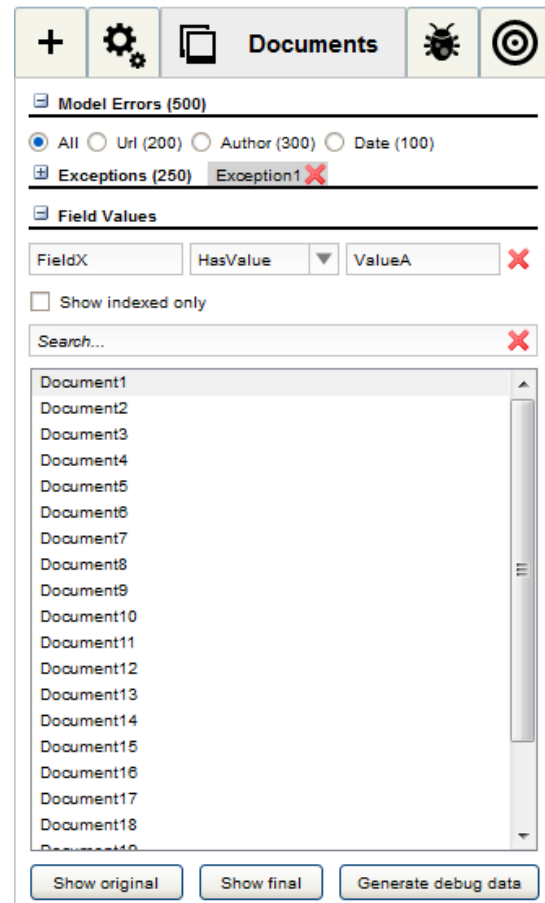 Documents
Model Errors (500)
All Url (200) Author (300) Date (100)
Exceptions (250) Exception1
Field Values
FieldX HasValue ValueA
Show indexed only
Search...
Document1
Document2
Document3
Document4
Document5
Document6
Document7
Document8
Document9
Document10
Document11
Document12
Document13
Document14
Document15
Document16
Document17
Document18
Show original Show final Generate debug data